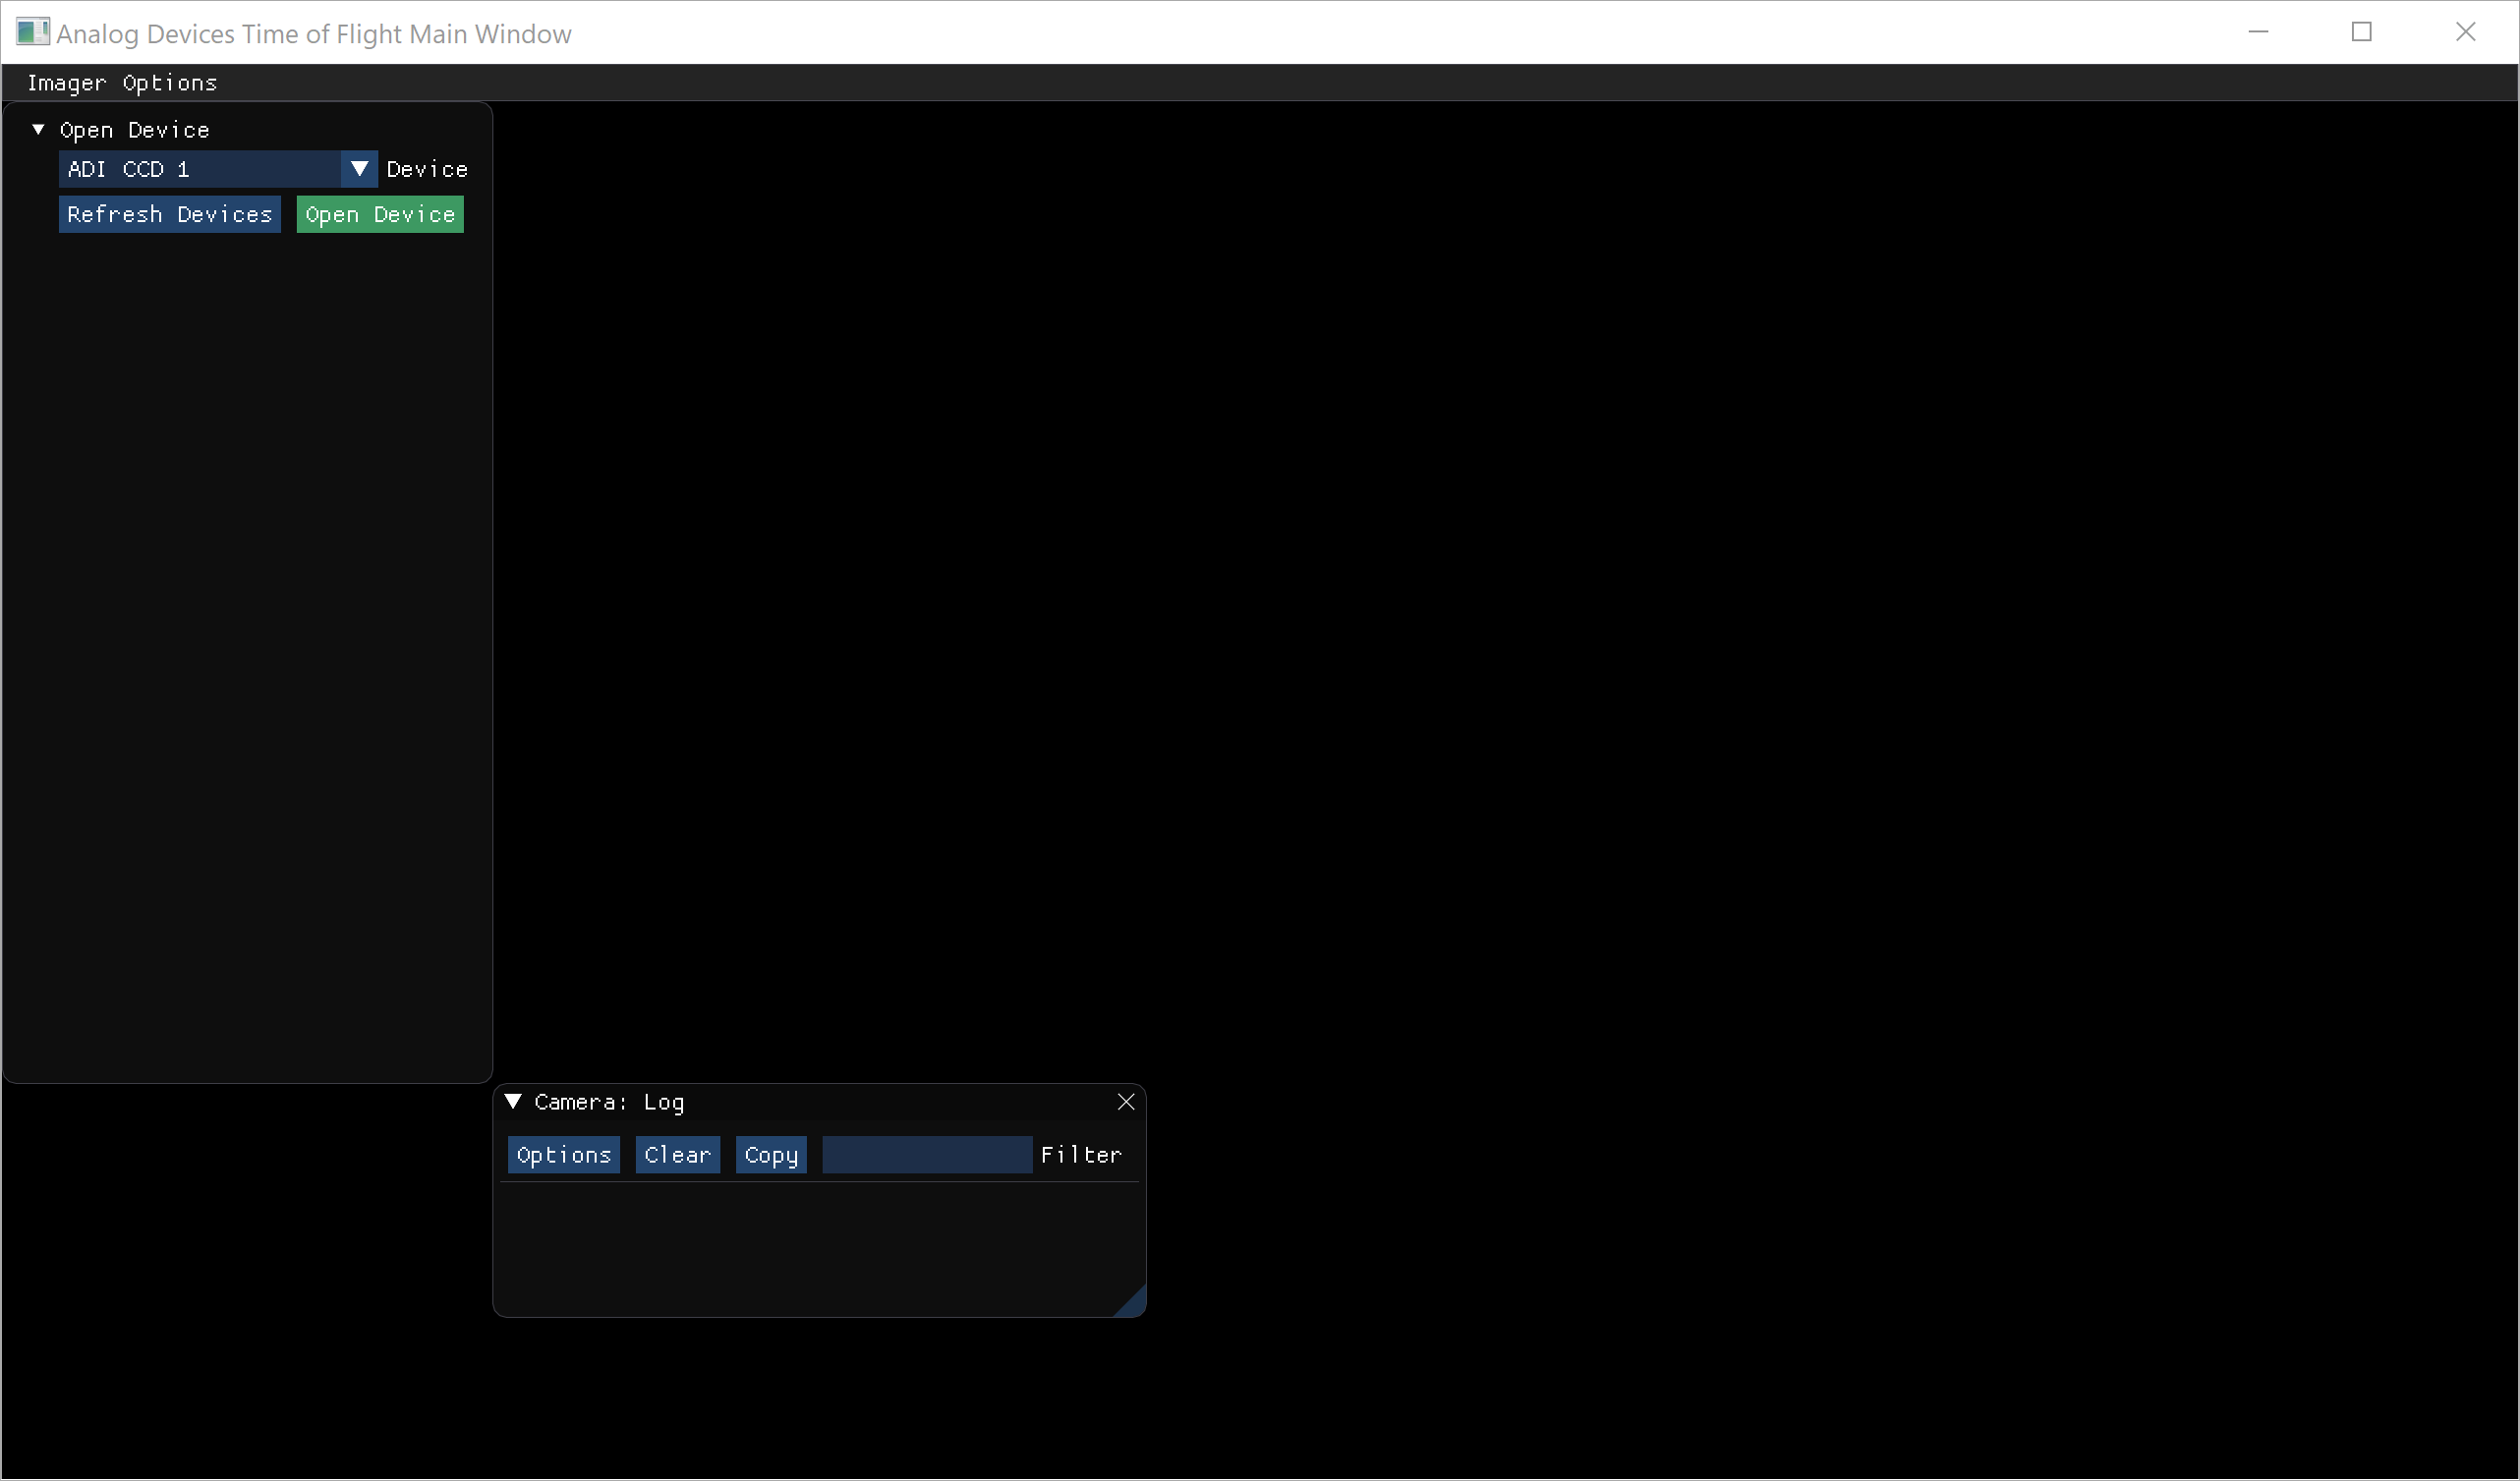 Analog Devices Time of Flight Main Window
Imager Options
Open Device
ADI CCD 1 Device
Refresh Devices Open Device
Camera: Log
Options Clear Copy Filter